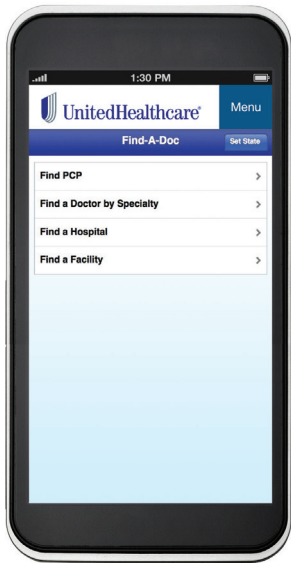 1:30 PM
UnitedHealthcare®
Menu
Find-A-Doc
Set State
Find PCP
Find a Doctor by Specialty
Find a Hospital
Find a Facility